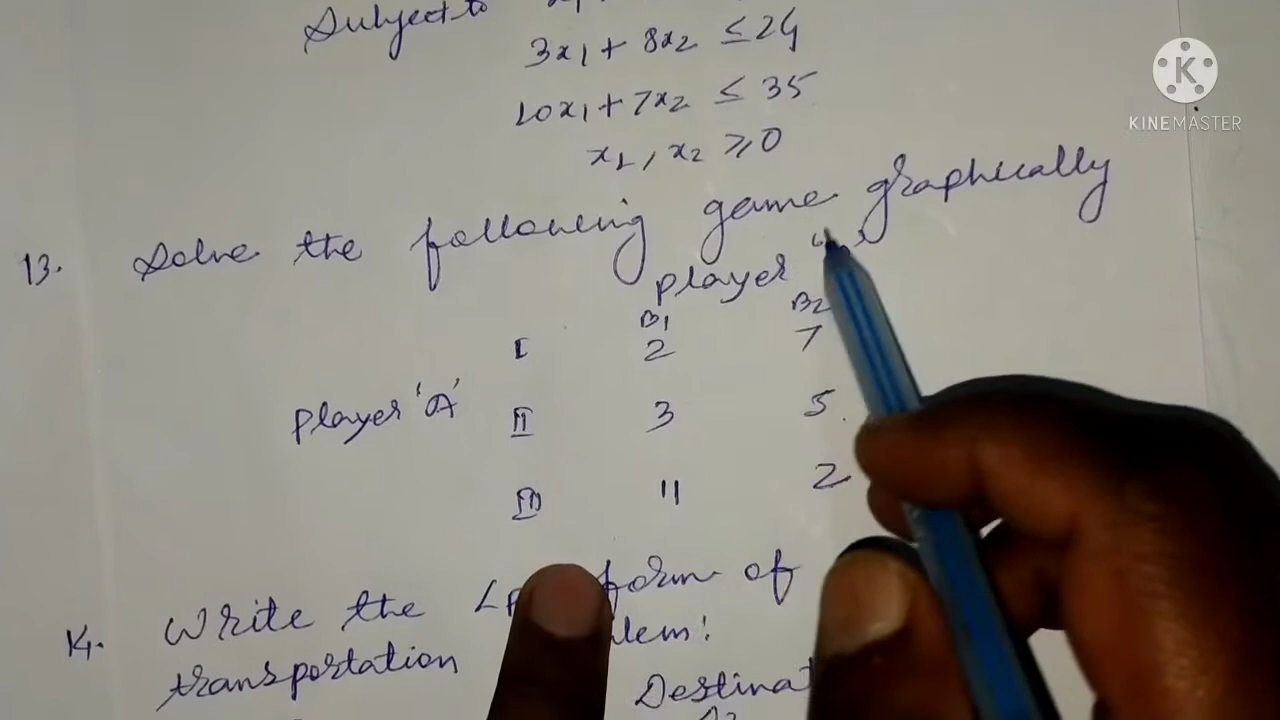 Subject to
3x1 + 8x2 ≤ 24
10x1 + 7x2 ≤ 35
x1, x2 ≥ 0
13. Solve the following game graphically
player
B1 B2
I 2 7
Player 'A' II 3 5
III 11 2
14. Write the form of
transportation
Destinat
KINEMASTER